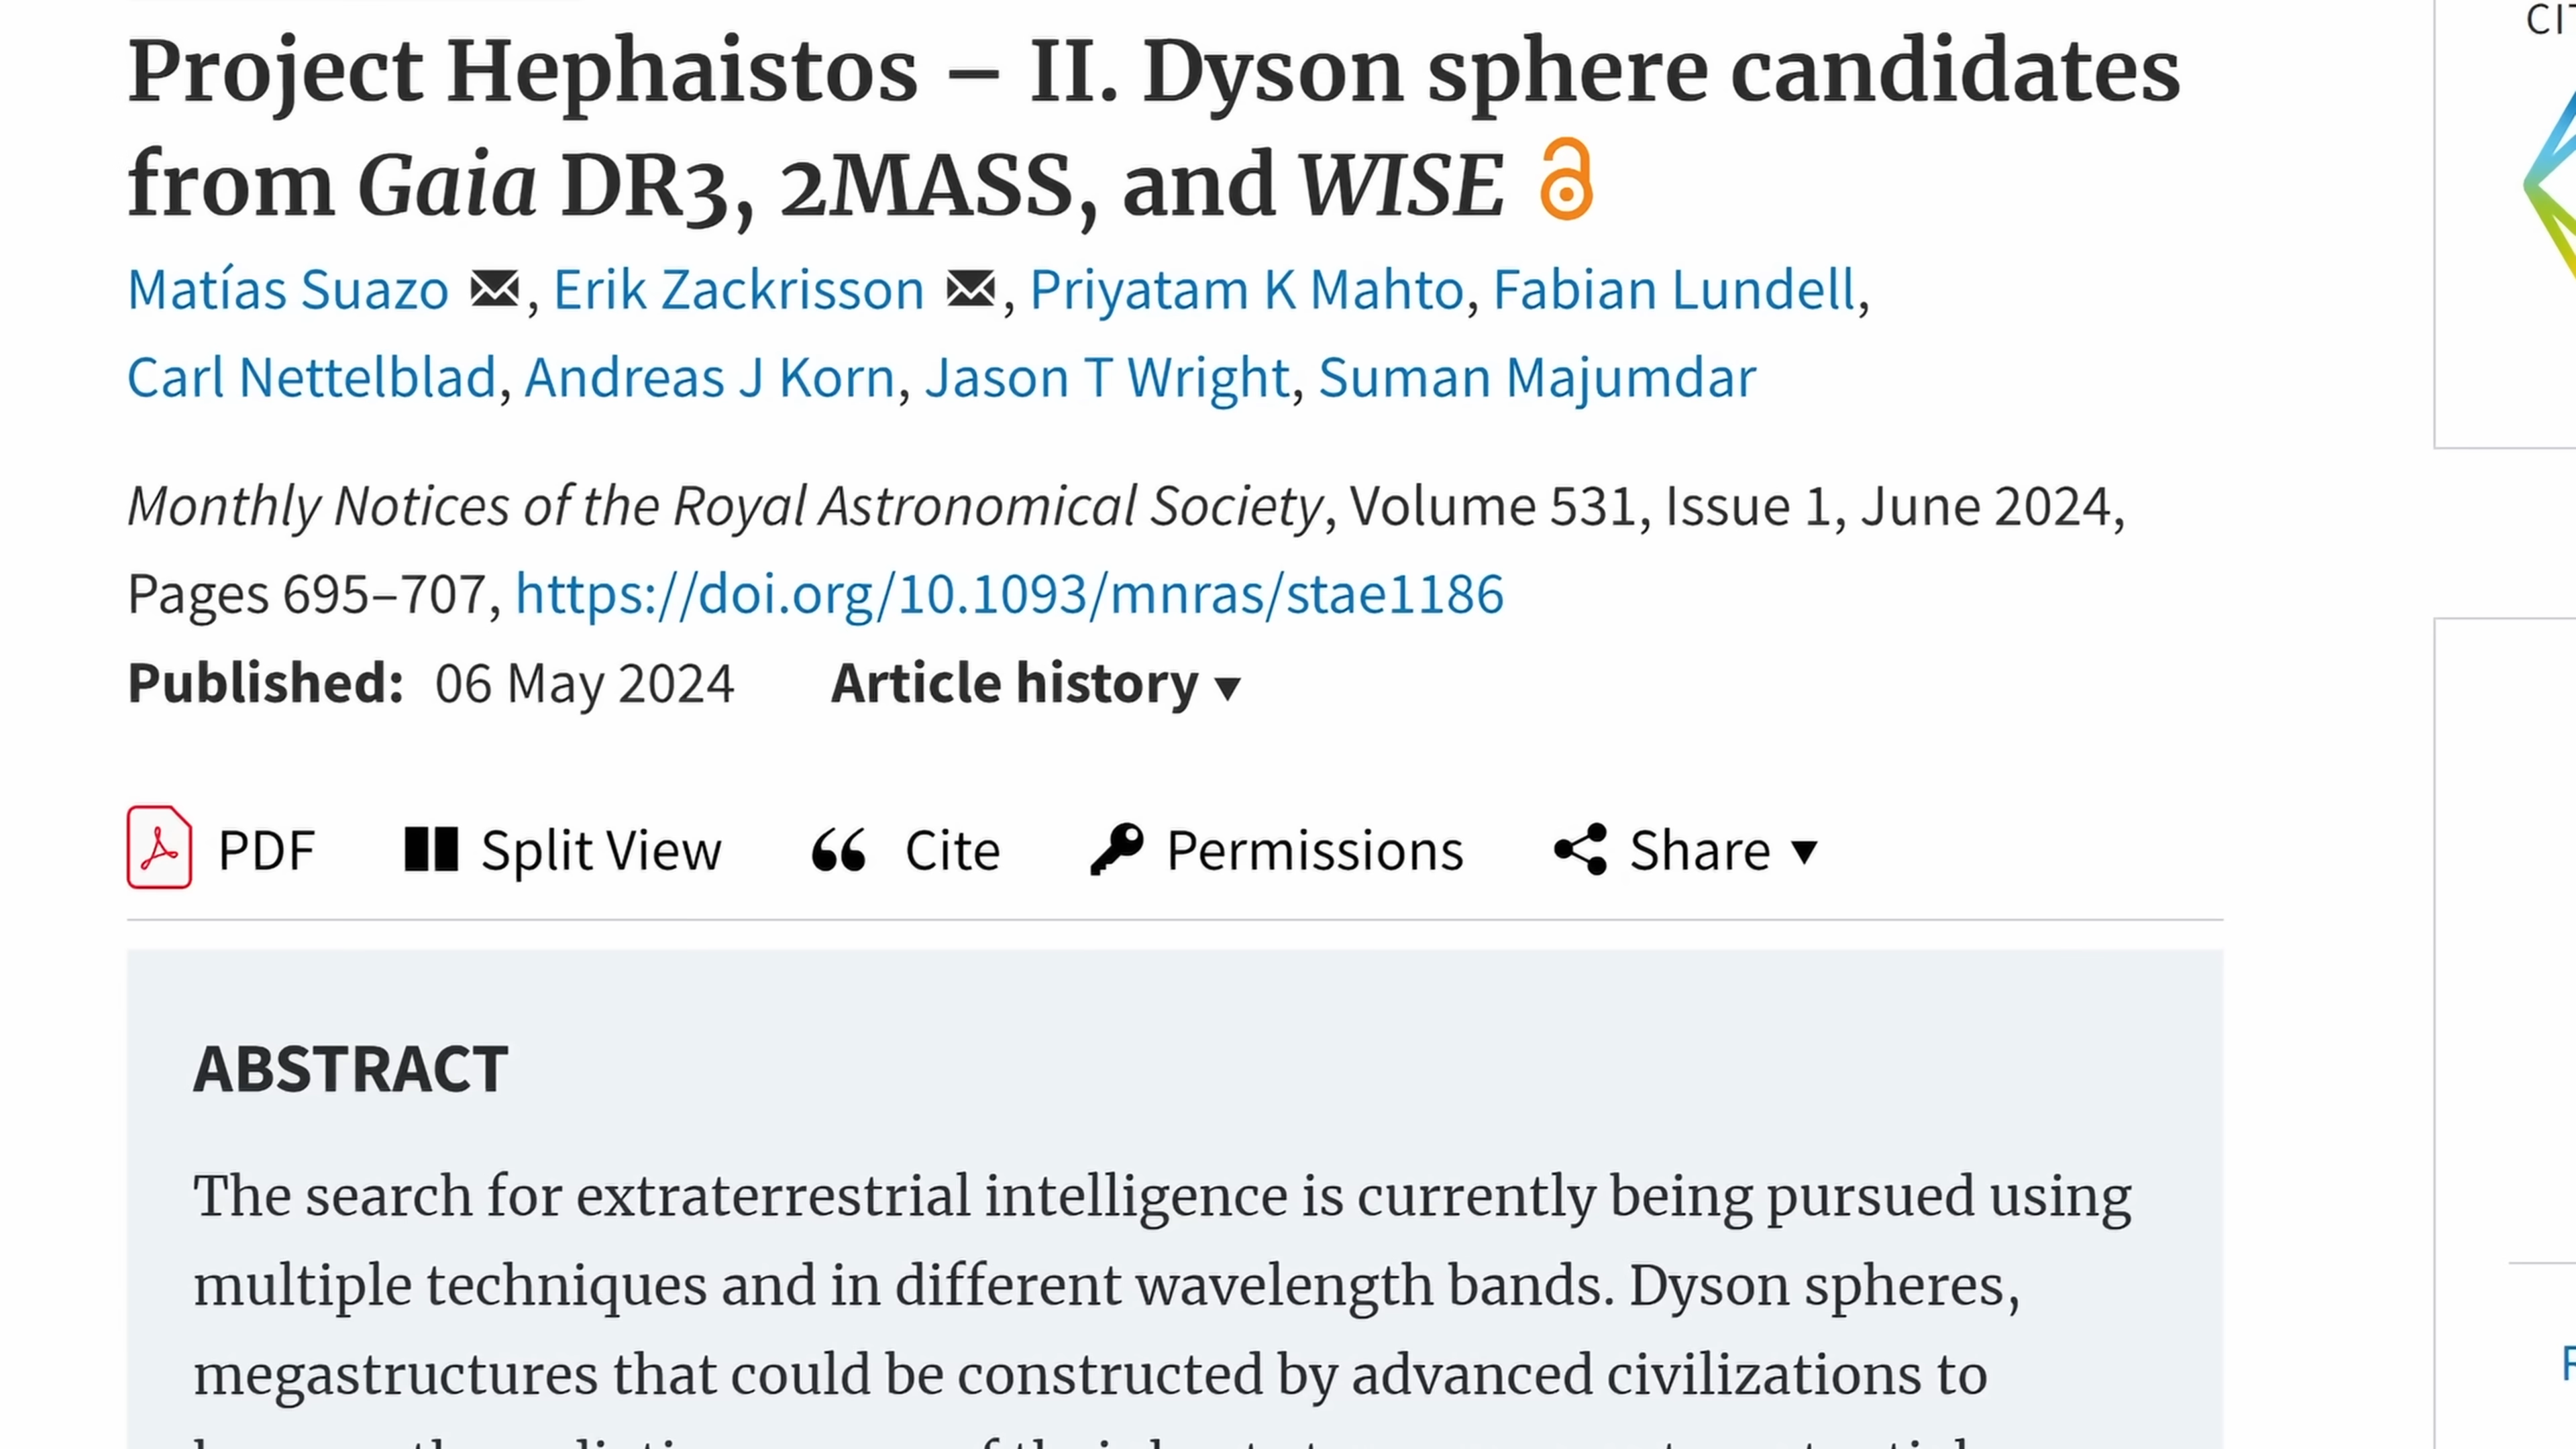 Project Hephaistos – II. Dyson sphere candidates
from Gaia DR3, 2MASS, and WISE
Matías Suazo, Erik Zackrisson, Priyatam K Mahto, Fabian Lundell,
Carl Nettelblad, Andreas J Korn, Jason T Wright, Suman Majumdar
Monthly Notices of the Royal Astronomical Society, Volume 531, Issue 1, June 2024,
Pages 695–707, https://doi.org/10.1093/mnras/stae1186
Published: 06 May 2024 Article history ▼
PDF Split View Cite Permissions Share ▼
ABSTRACT
The search for extraterrestrial intelligence is currently being pursued using
multiple techniques and in different wavelength bands. Dyson spheres,
megastructures that could be constructed by advanced civilizations to